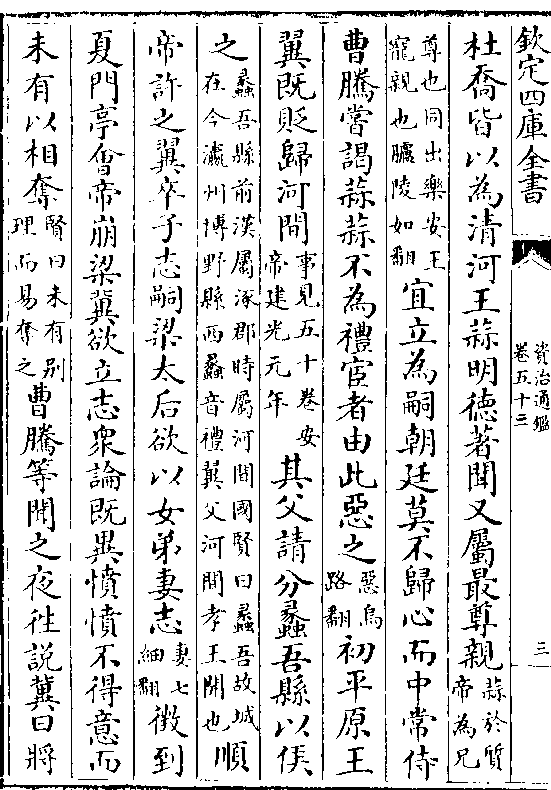 欽定四庫全書
資治通鑑
卷五十三
三
杜喬皆以為清河王蒜明德著聞又屬最尊親蒜於質帝為兄
尊也同出樂安王寵親也臚陵如翻宜立為嗣朝廷莫不歸心而中常侍
曹騰嘗謁蒜蒜不為禮宦者由此惡之惡烏路翻初平原王
翼既貶歸河間事見五十卷安帝建光元年其父請分蠡吾縣以侯
之蠡吾縣前漢屬涿郡時屬河間國賢曰蠡吾故城在今瀛州博野縣西蠡音禮翼父河間孝王開也順
帝許之翼卒子志嗣梁太后欲以女弟妻志妻七細翻徵到
夏門亭會帝崩梁冀欲立志衆論既異憤憤不得意而
未有以相奪賢曰未有别理而易奪之曹騰等聞之夜往說冀曰將